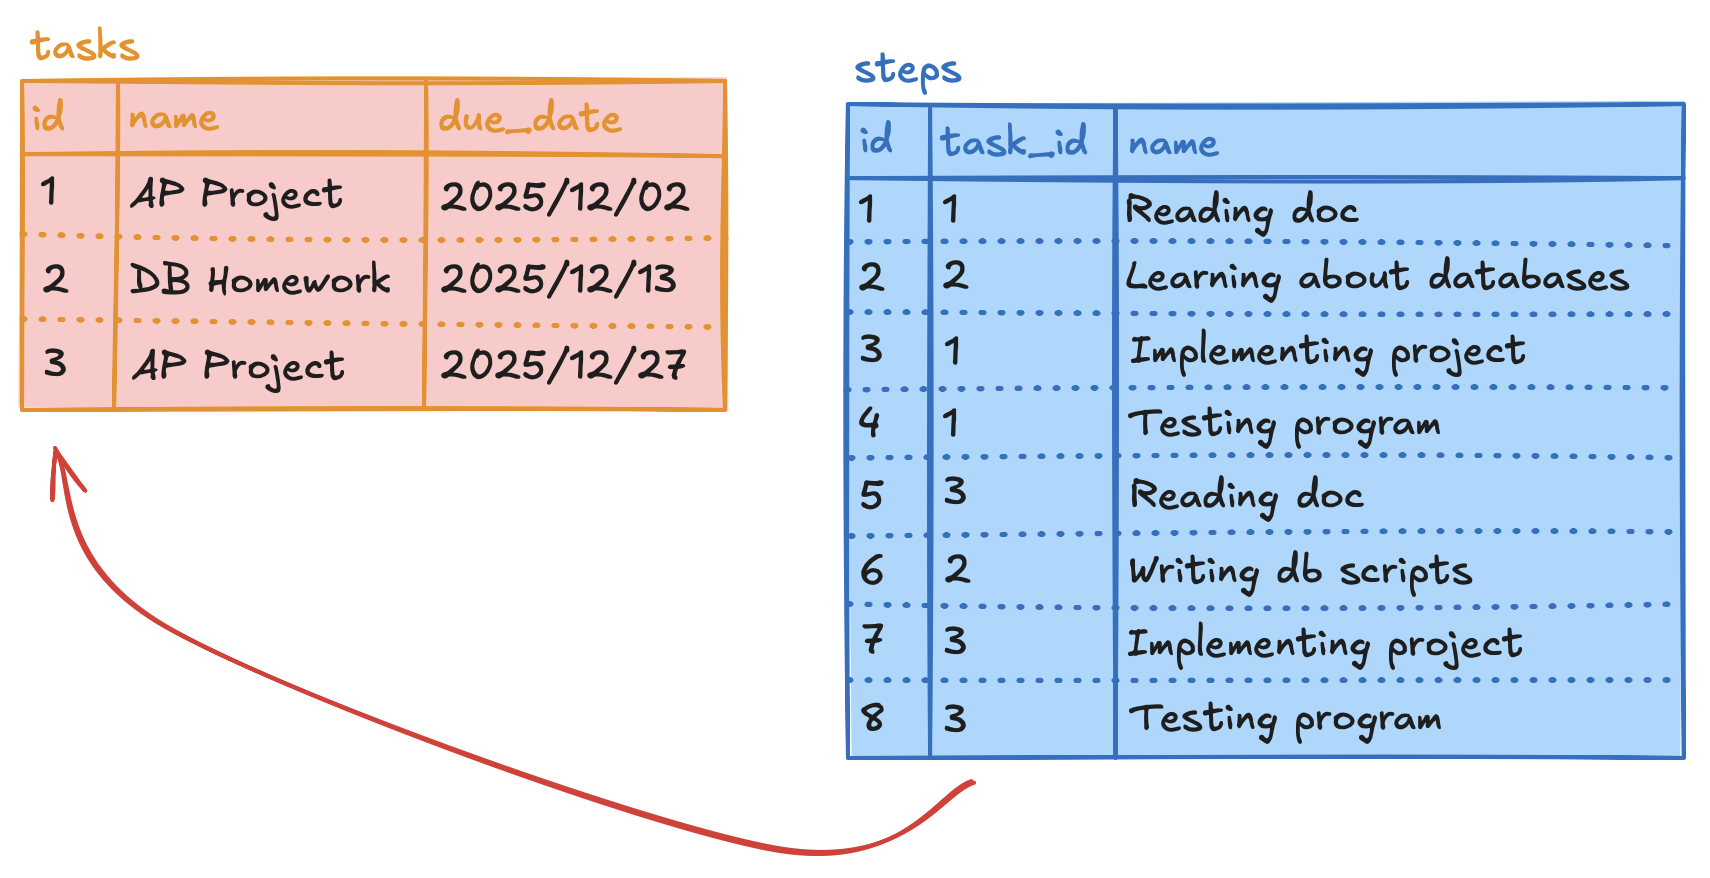 tasks
id name due_date
1 AP Project 2025/12/02
2 DB Homework 2025/12/13
3 AP Project 2025/12/27
steps
id task_id name
1 1 Reading doc
2 2 Learning about databases
3 1 Implementing project
4 1 Testing program
5 3 Reading doc
6 2 Writing db scripts
7 3 Implementing project
8 3 Testing program